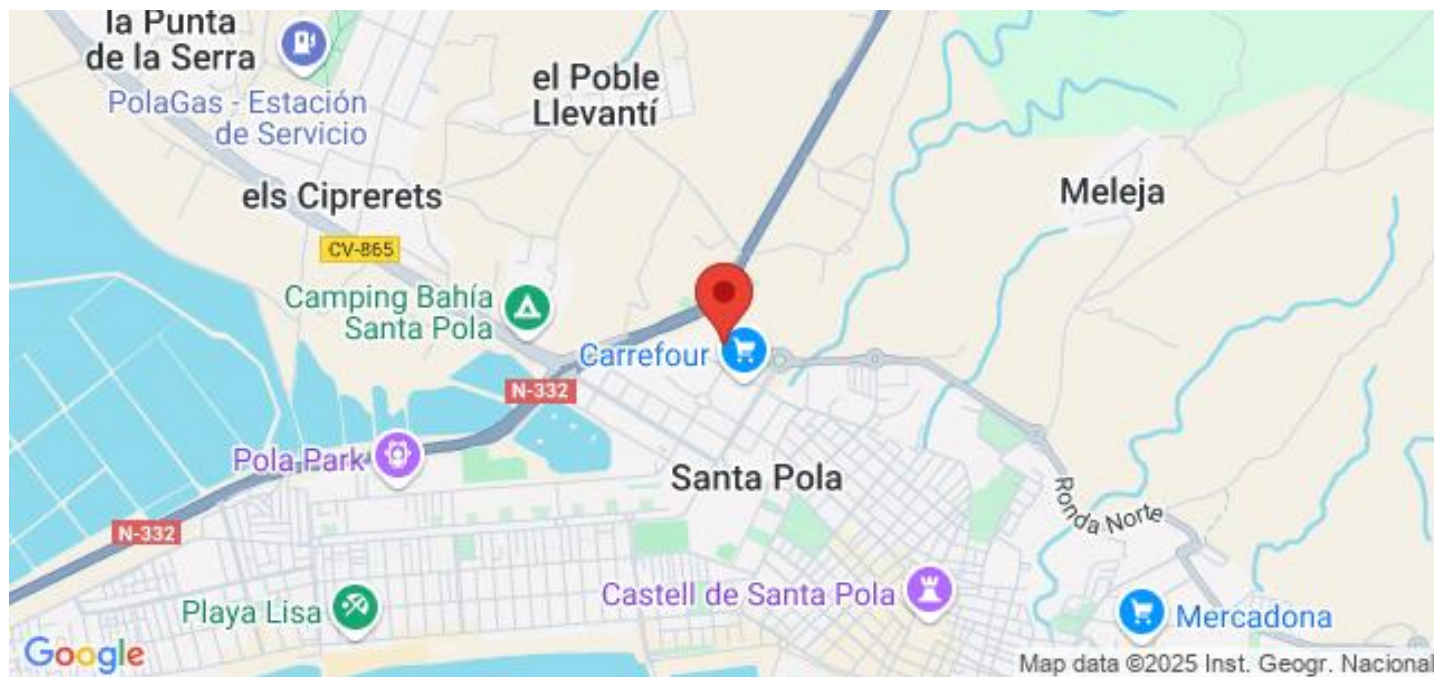 la Punta
de la Serra
PolaGas - Estación
de Servicio
el Poble
Llevantí
els Ciprerets
Meleja
CV-865
Camping Bahía
Santa Pola
Carrefour
N-332
Pola Park
Santa Pola
Ronda Norte
N-332
Castell de Santa Pola
Playa Lisa
Mercadona
Google
Map data ©2025 Inst. Geogr. Nacional